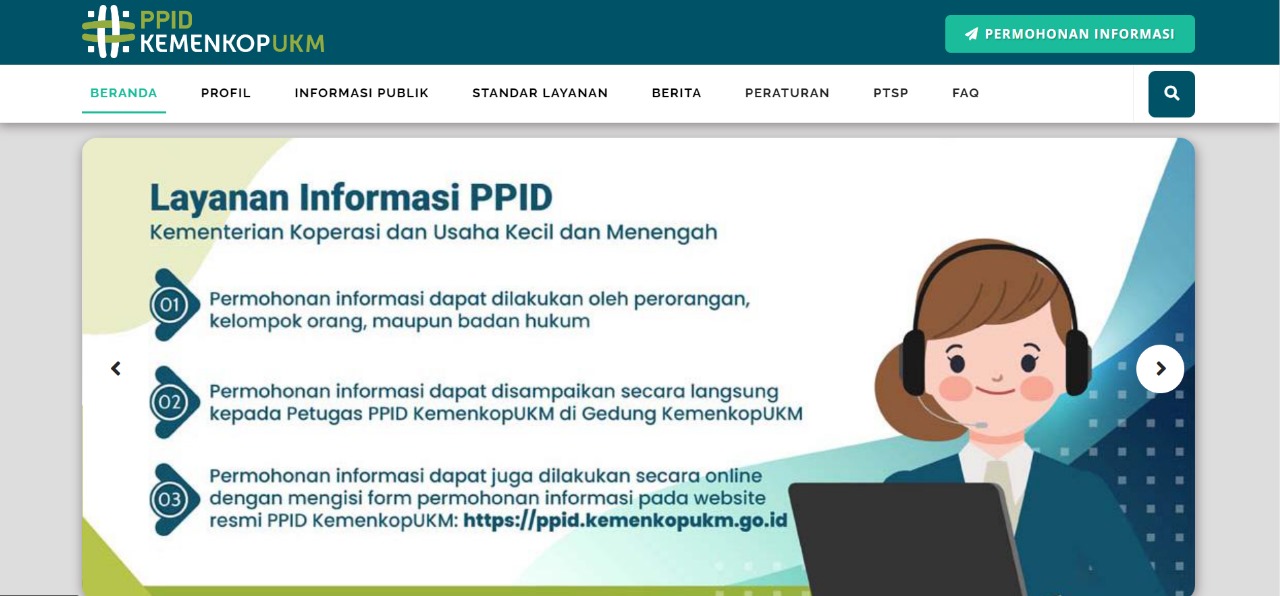 PPID
KEMENKOPUKM
PERMOHONAN INFORMASI
BERANDA PROFIL INFORMASI PUBLIK STANDAR LAYANAN BERITA PERATURAN PTSP FAQ
Layanan Informasi PPID
Kementerian Koperasi dan Usaha Kecil dan Menengah
01
Permohonan informasi dapat dilakukan oleh perorangan,
kelompok orang, maupun badan hukum
02
Permohonan informasi dapat disampaikan secara langsung
kepada Petugas PPID KemenkopUKM di Gedung KemenkopUKM
03
Permohonan informasi dapat juga dilakukan secara online
dengan mengisi form permohonan informasi pada website
resmi PPID KemenkopUKM: https://ppid.kemenkopukm.go.id